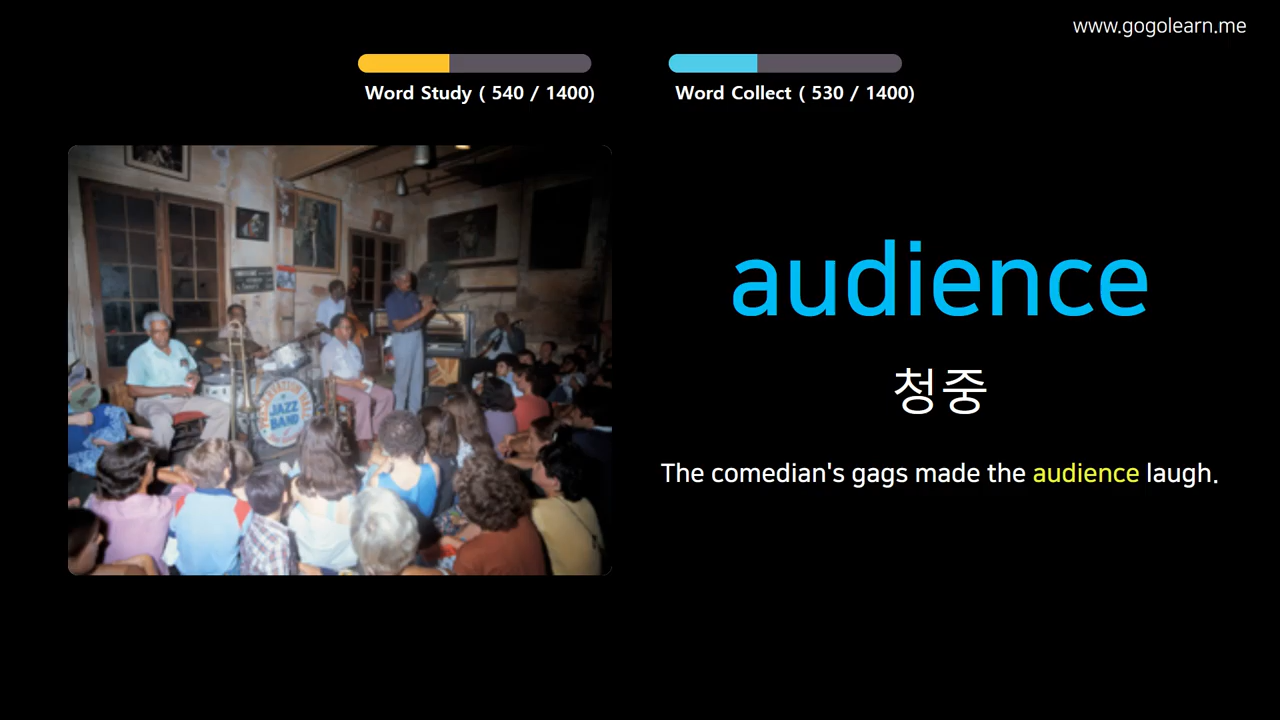 www.gogolearn.me
Word Study ( 540 / 1400)
Word Collect ( 530 / 1400)
JAZZ
BAND
audience
청중
The comedian's gags made the audience laugh.